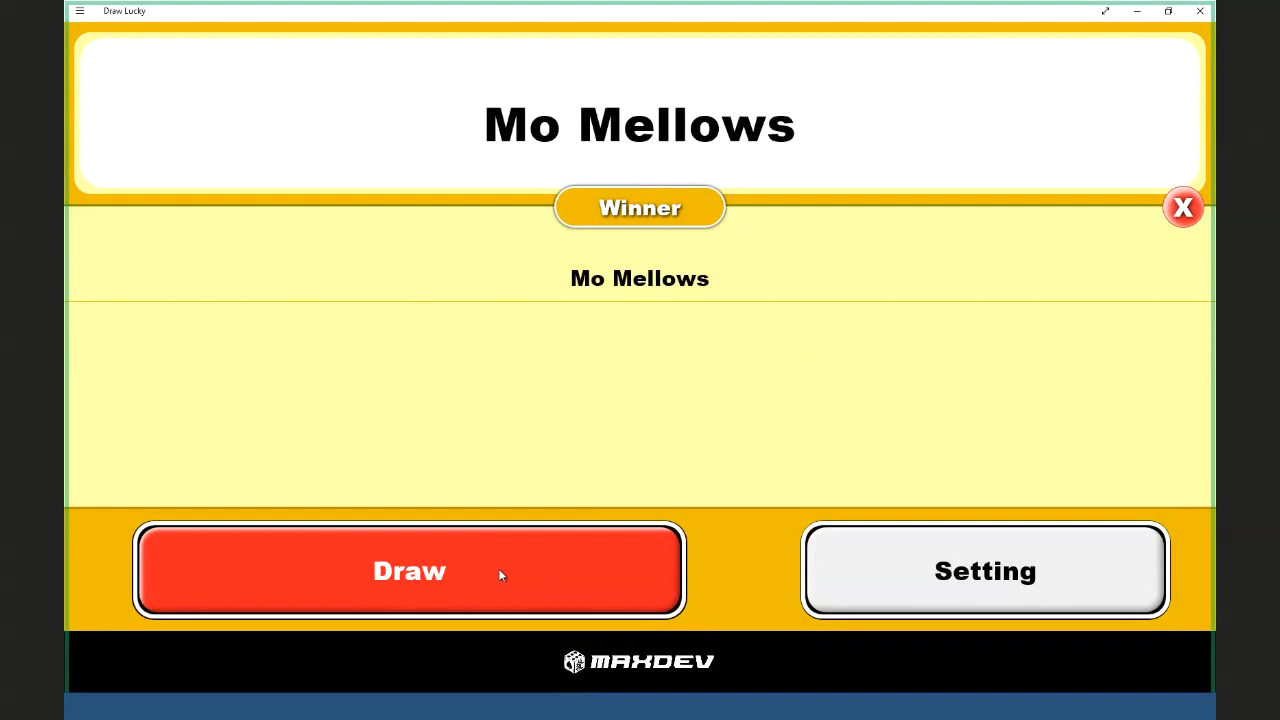 Draw Lucky
Mo Mellows
Winner
X
Mo Mellows
Draw
Setting
MAXDEV